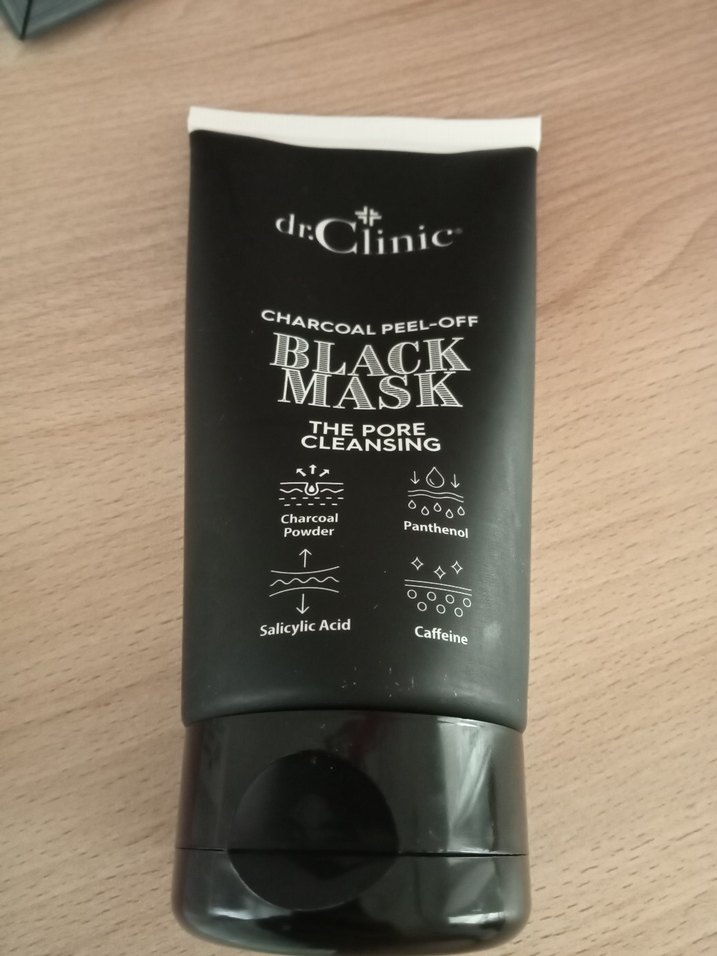 dr.Clinic®
CHARCOAL PEEL-OFF
BLACK
MASK
THE PORE
CLEANSING
Charcoal
Powder
Panthenol
Salicylic Acid
Caffeine